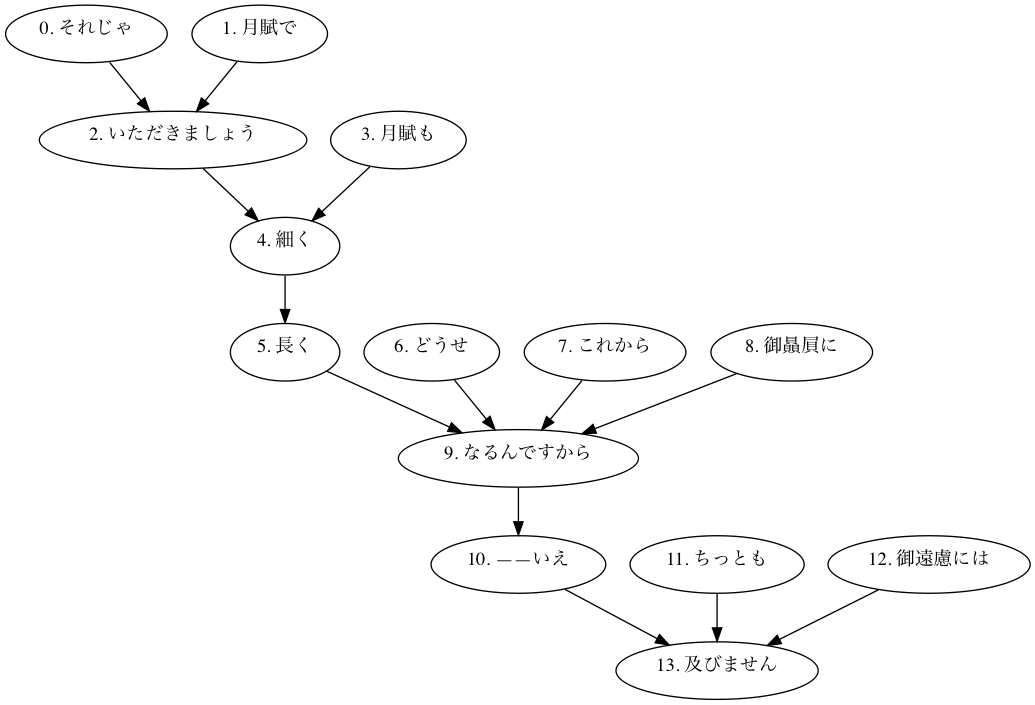 0. それじゃ
1. 月賦で
2. いただきましょう
3. 月賦も
4. 細く
5. 長く
6. どうせ
7. これから
8. 御贔屓に
9. なるんですから
10. ——いえ
11. ちっとも
12. 御遠慮には
13. 及びません